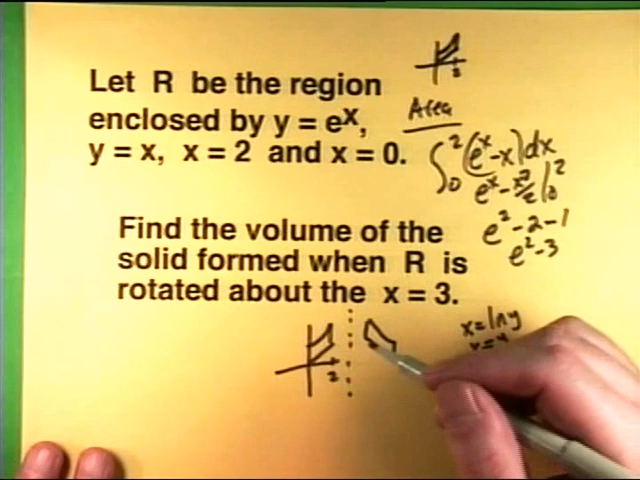 Let R be the region
enclosed by y = eˣ,
y = x, x = 2 and x = 0.
Find the volume of the
solid formed when R is
rotated about the x = 3.
2
Area
∫₀² (eˣ-x)dx
eˣ - x²/2 |₀²
e² - 2 - 1
e² - 3
x = ln y
2